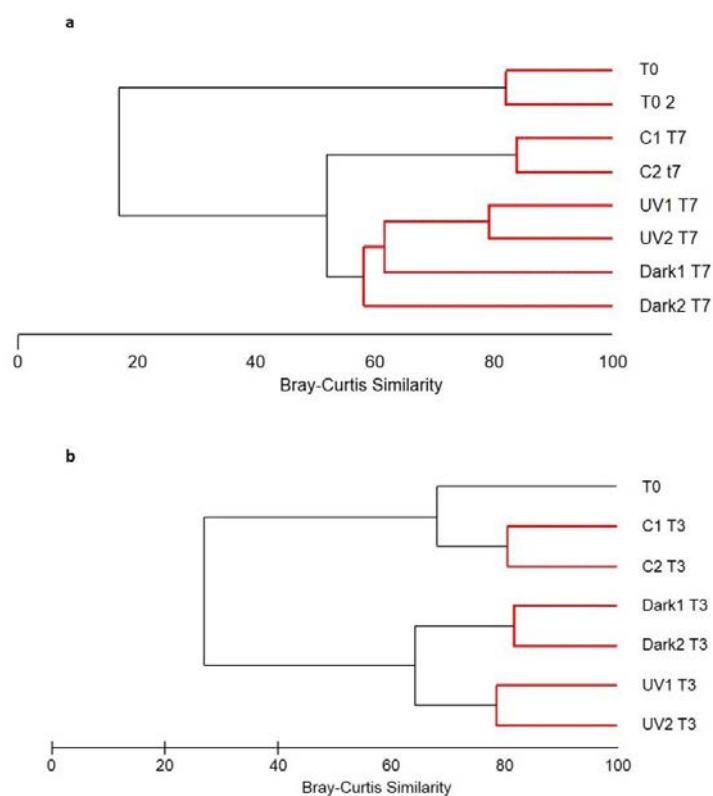 a
T0
T0 2
C1 T7
C2 t7
UV1 T7
UV2 T7
Dark1 T7
Dark2 T7
0 20 40 60 80 100
Bray-Curtis Similarity
b
T0
C1 T3
C2 T3
Dark1 T3
Dark2 T3
UV1 T3
UV2 T3
0 20 40 60 80 100
Bray-Curtis Similarity